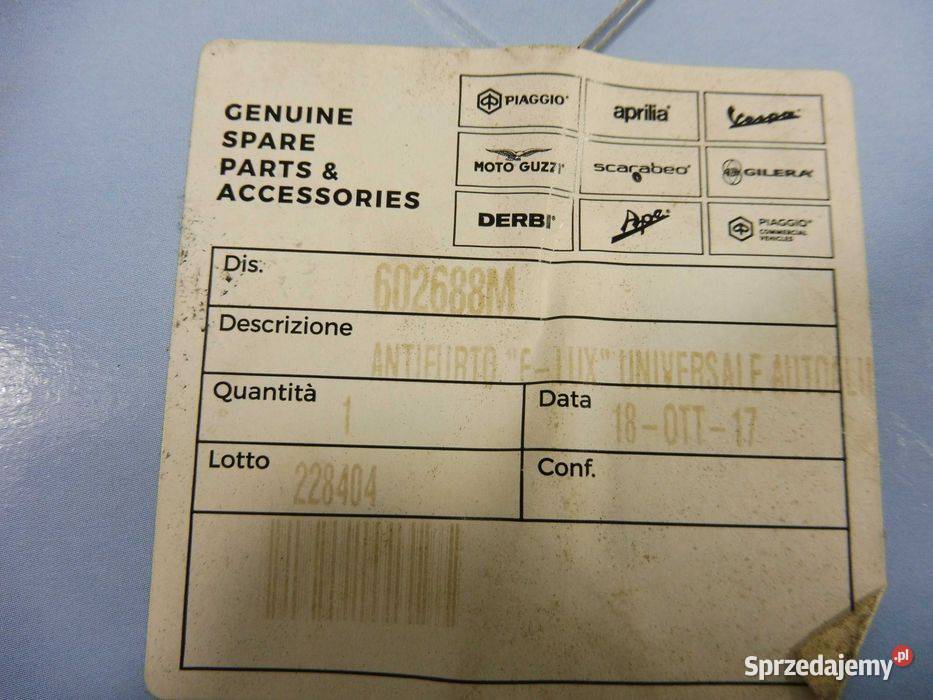 GENUINE
SPARE
PARTS &
ACCESSORIES
PIAGGIO® aprilia® Vespa®
MOTO GUZZI® scarabeo® GILERA®
DERBI® Ape® PIAGGIO®
COMMERCIAL
VEHICLES
Dis.
602688M
Descrizione
ANTIFURTO "E-LUX" UNIVERSALE
Quantità
1
Data
18-OTT-17
Lotto
228404
Conf.
Sprzedajemy.pl